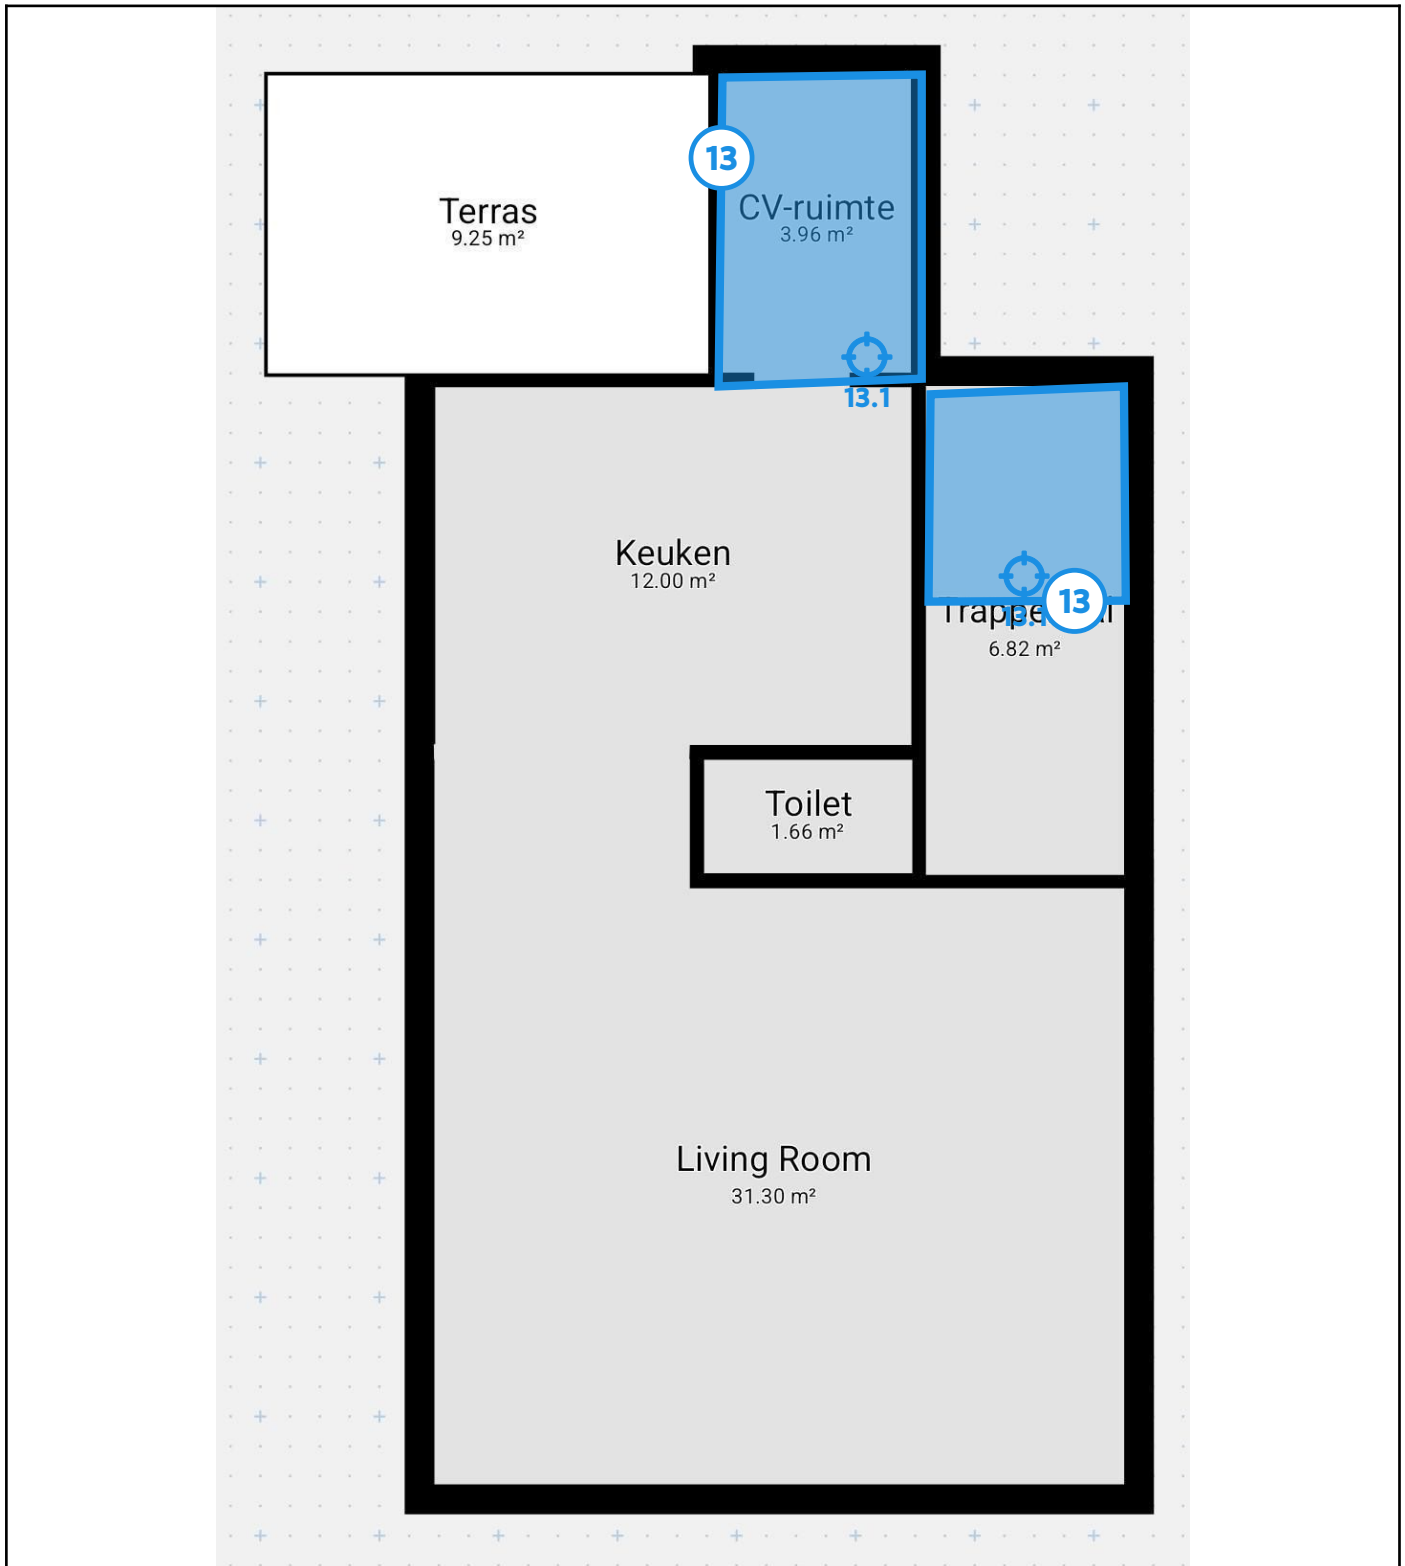 13
CV-ruimte
3.96 m²
Terras
9.25 m²
13.1
Keuken
12.00 m²
13
6.82 m²
Toilet
1.66 m²
Living Room
31.30 m²